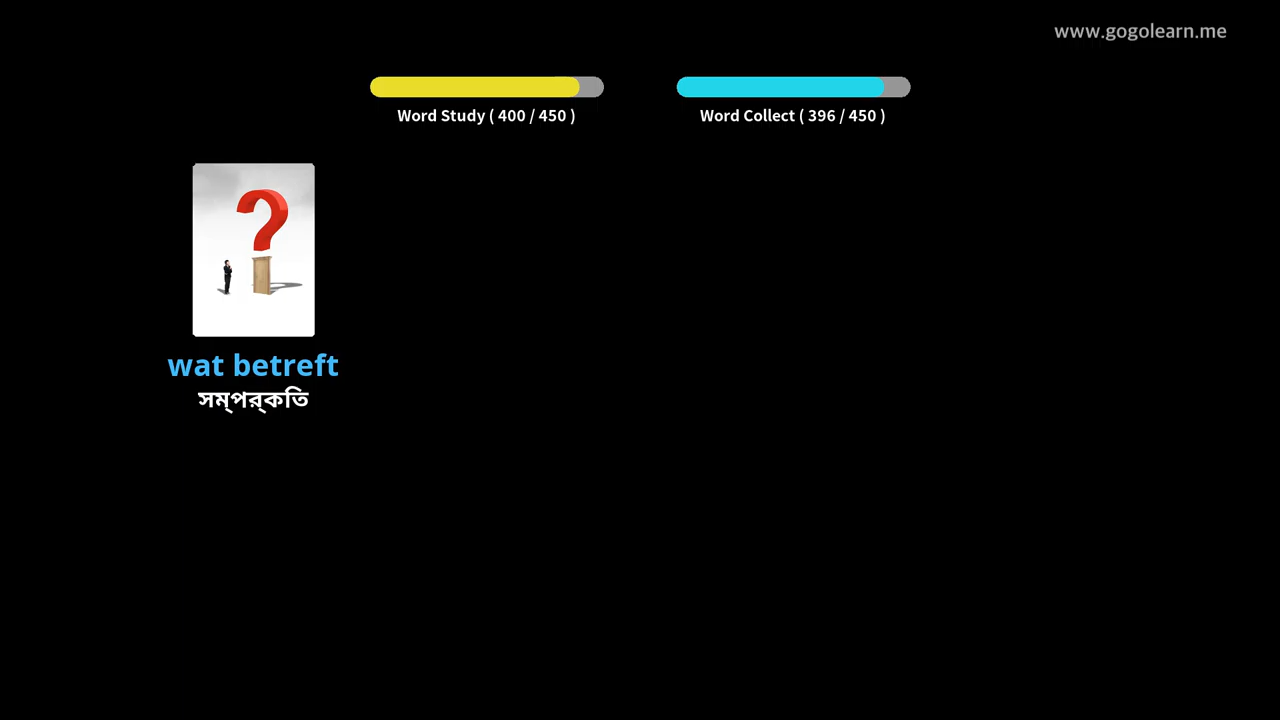 www.gogolearn.me
Word Study ( 400 / 450 )
Word Collect ( 396 / 450 )
wat betreft
সম্পর্কিত